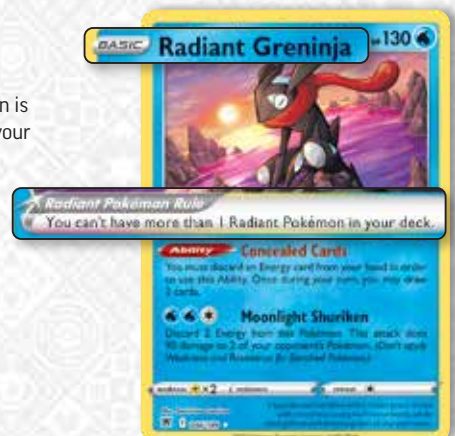 n is
your
BASIC Radiant Greninja HP 130
Radiant Pokémon Rule
You can't have more than 1 Radiant Pokémon in your deck.
Ability Concealed Cards
You must discard an Energy card from your hand in order
to use this Ability. Once during your turn, you may draw
2 cards.
Moonlight Shuriken
Discard 2 Energy from this Pokémon. This attack does
90 damage to 2 of your opponent's Pokémon. (Don't apply
Weakness and Resistance for Benched Pokémon.)
weakness ×2 resistance retreat